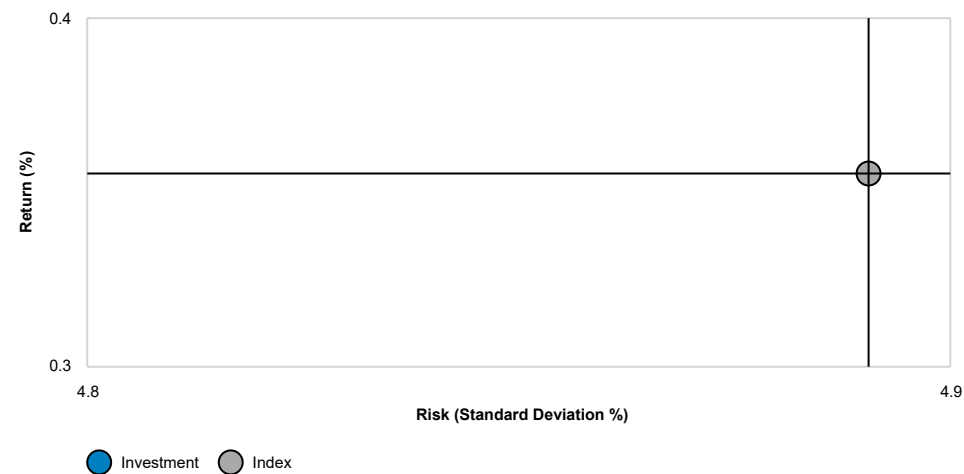 0.4
Return (%)
0.3
4.8
4.9
Risk (Standard Deviation %)
Investment
Index